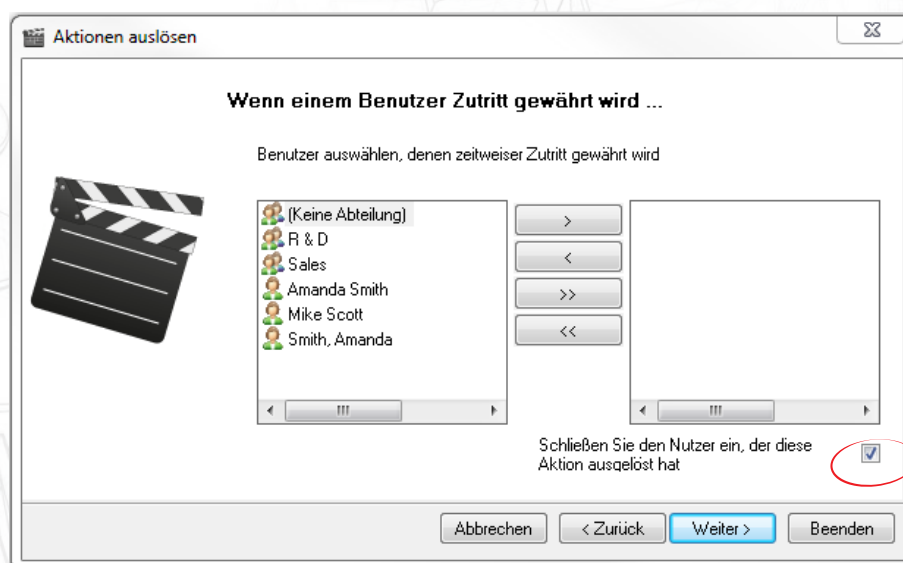 Aktionen auslösen
Wenn einem Benutzer Zutritt gewährt wird ...
Benutzer auswählen, denen zeitweiser Zutritt gewährt wird
(Keine Abteilung)
R & D
Sales
Amanda Smith
Mike Scott
Smith, Amanda
>
<
>>
<<
Schließen Sie den Nutzer ein, der diese
Aktion ausgelöst hat
Abbrechen
< Zurück
Weiter >
Beenden